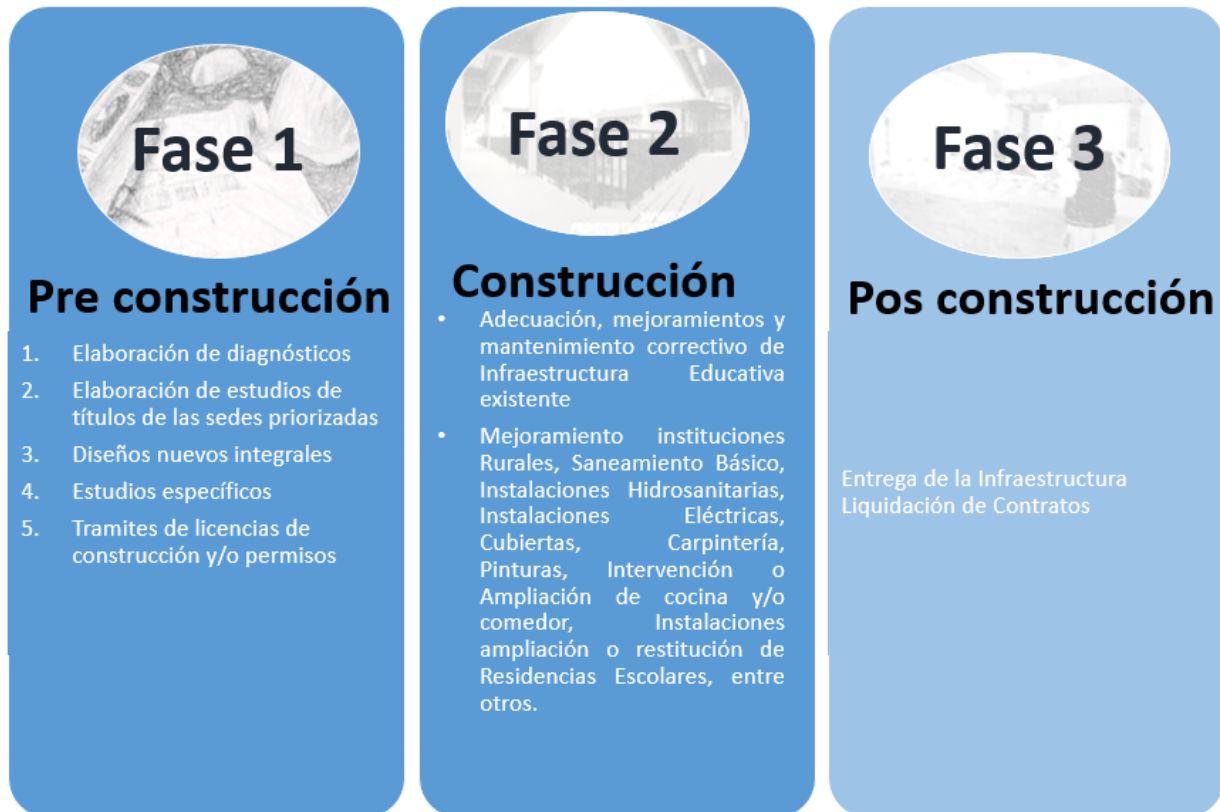 Fase 1
Pre construcción
1. Elaboración de diagnósticos
2. Elaboración de estudios de
títulos de las sedes priorizadas
3. Diseños nuevos integrales
4. Estudios específicos
5. Tramites de licencias de
construcción y/o permisos
Fase 2
Construcción
• Adecuación, mejoramientos y
mantenimiento correctivo de
Infraestructura Educativa
existente
• Mejoramiento instituciones
Rurales, Saneamiento Básico,
Instalaciones Hidrosanitarias,
Instalaciones Eléctricas,
Cubiertas, Carpintería,
Pinturas, Intervención o
Ampliación de cocina y/o
comedor, Instalaciones
ampliación o restitución de
Residencias Escolares, entre
otros.
Fase 3
Pos construcción
Entrega de la Infraestructura
Liquidación de Contratos